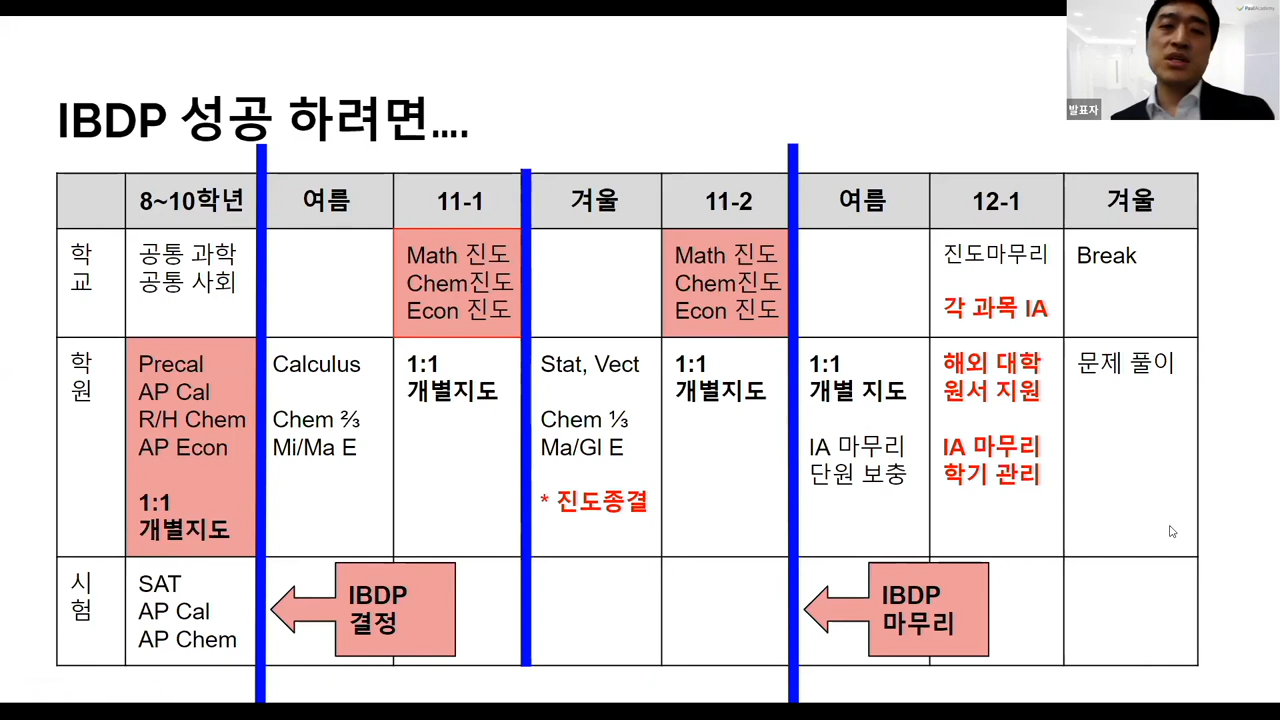 PaulAcademy
발표자
IBDP 성공 하려면....
8~10학년
여름
11-1
겨울
11-2
여름
12-1
겨울
학
교
공통 과학
공통 사회
Math 진도
Chem진도
Econ 진도
Math 진도
Chem진도
Econ 진도
진도마무리
각 과목 IA
Break
학
원
Precal
AP Cal
R/H Chem
AP Econ
1:1
개별지도
Calculus
Chem ⅔
Mi/Ma E
1:1
개별지도
Stat, Vect
Chem ⅓
Ma/Gl E
* 진도종결
1:1
개별지도
1:1
개별 지도
IA 마무리
단원 보충
해외 대학
원서 지원
IA 마무리
학기 관리
문제 풀이
시
험
SAT
AP Cal
AP Chem
IBDP
결정
IBDP
마무리